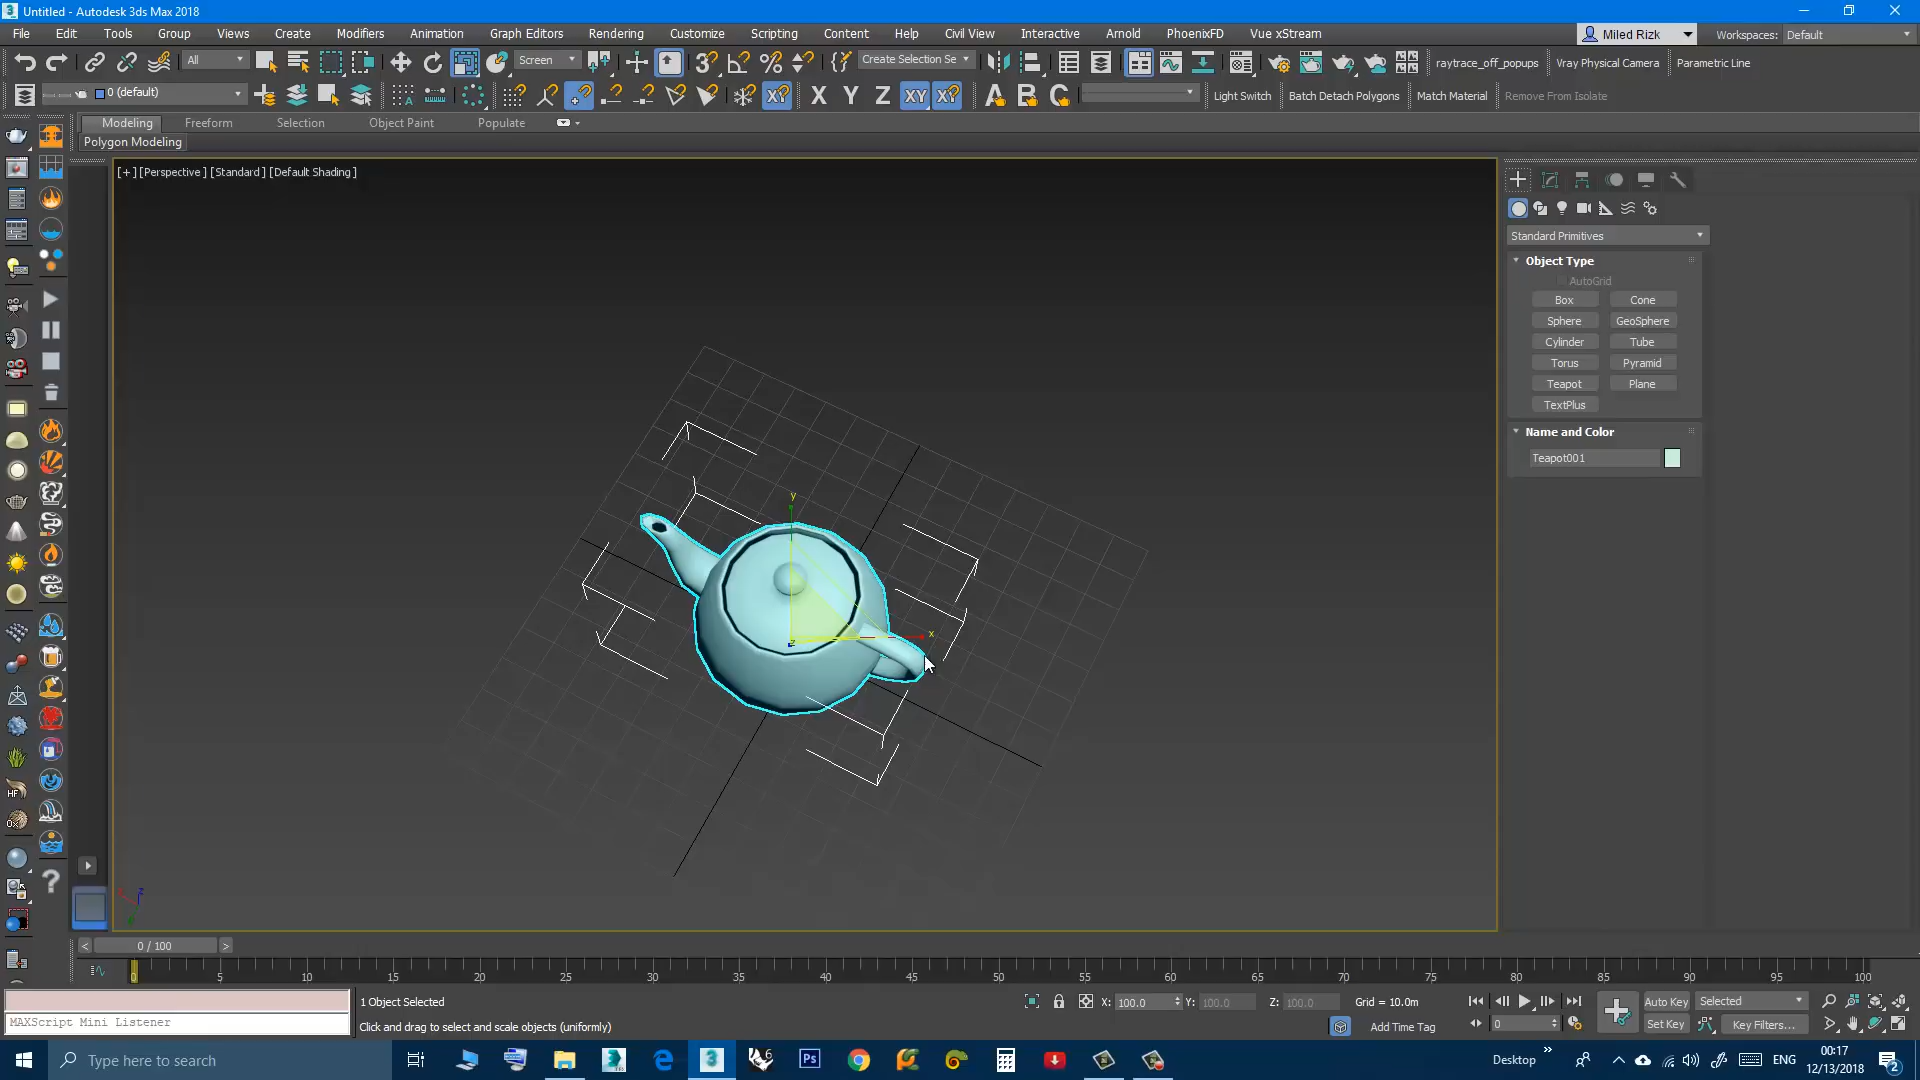 Untitled - Autodesk 3ds Max 2018
File Edit Tools Group Views Create Modifiers Animation Graph Editors Rendering Customize Scripting Content Help Civil View Interactive Arnold PhoenixFD Vue xStream Miled Rizk Workspaces: Default
All Screen Create Selection Se raytrace_off_popups Vray Physical Camera Parametric Line
0 (default) X Y Z XY XY A B C Light Switch Batch Detach Polygons Match Material Remove From Isolate
Modeling Freeform Selection Object Paint Populate
Polygon Modeling
[+] [Perspective] [Standard] [Default Shading]
Standard Primitives
Object Type
AutoGrid
Box Cone
Sphere GeoSphere
Cylinder Tube
Torus Pyramid
Teapot Plane
TextPlus
Name and Color
Teapot001
y
x
z
0 / 100
0 5 10 15 20 25 30 35 40 45 50 55 60 65 70 75 80 85 90 95 100
1 Object Selected X: 100.0 Y: 100.0 Z: 100.0 Grid = 10.0m Auto Key Selected
MAXScript Mini Listener Click and drag to select and scale objects (uniformly) Add Time Tag 0 Set Key Key Filters...
Type here to search Desktop ENG 00:17
12/13/2018 2